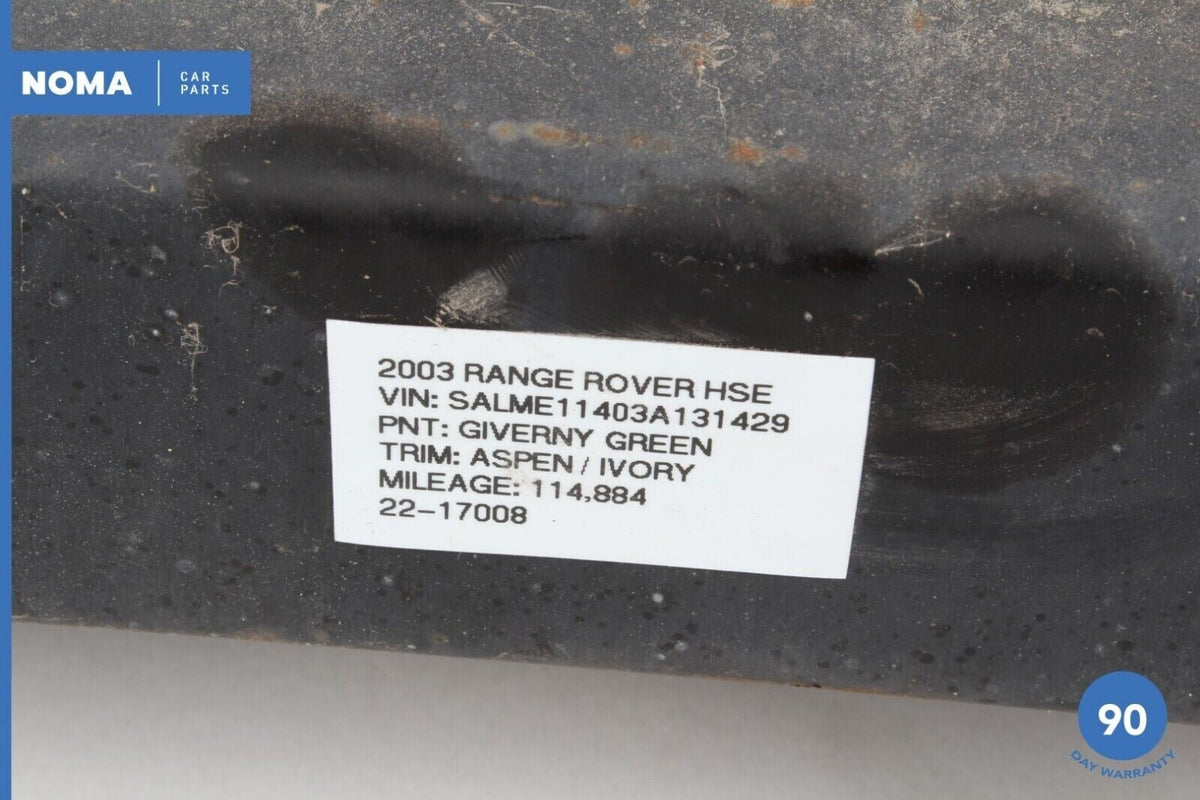 NOMA
CAR
PARTS
2003 RANGE ROVER HSE
VIN: SALME11403A131429
PNT: GIVERNY GREEN
TRIM: ASPEN / IVORY
MILEAGE: 114,884
22-17008
90
DAY WARRANTY